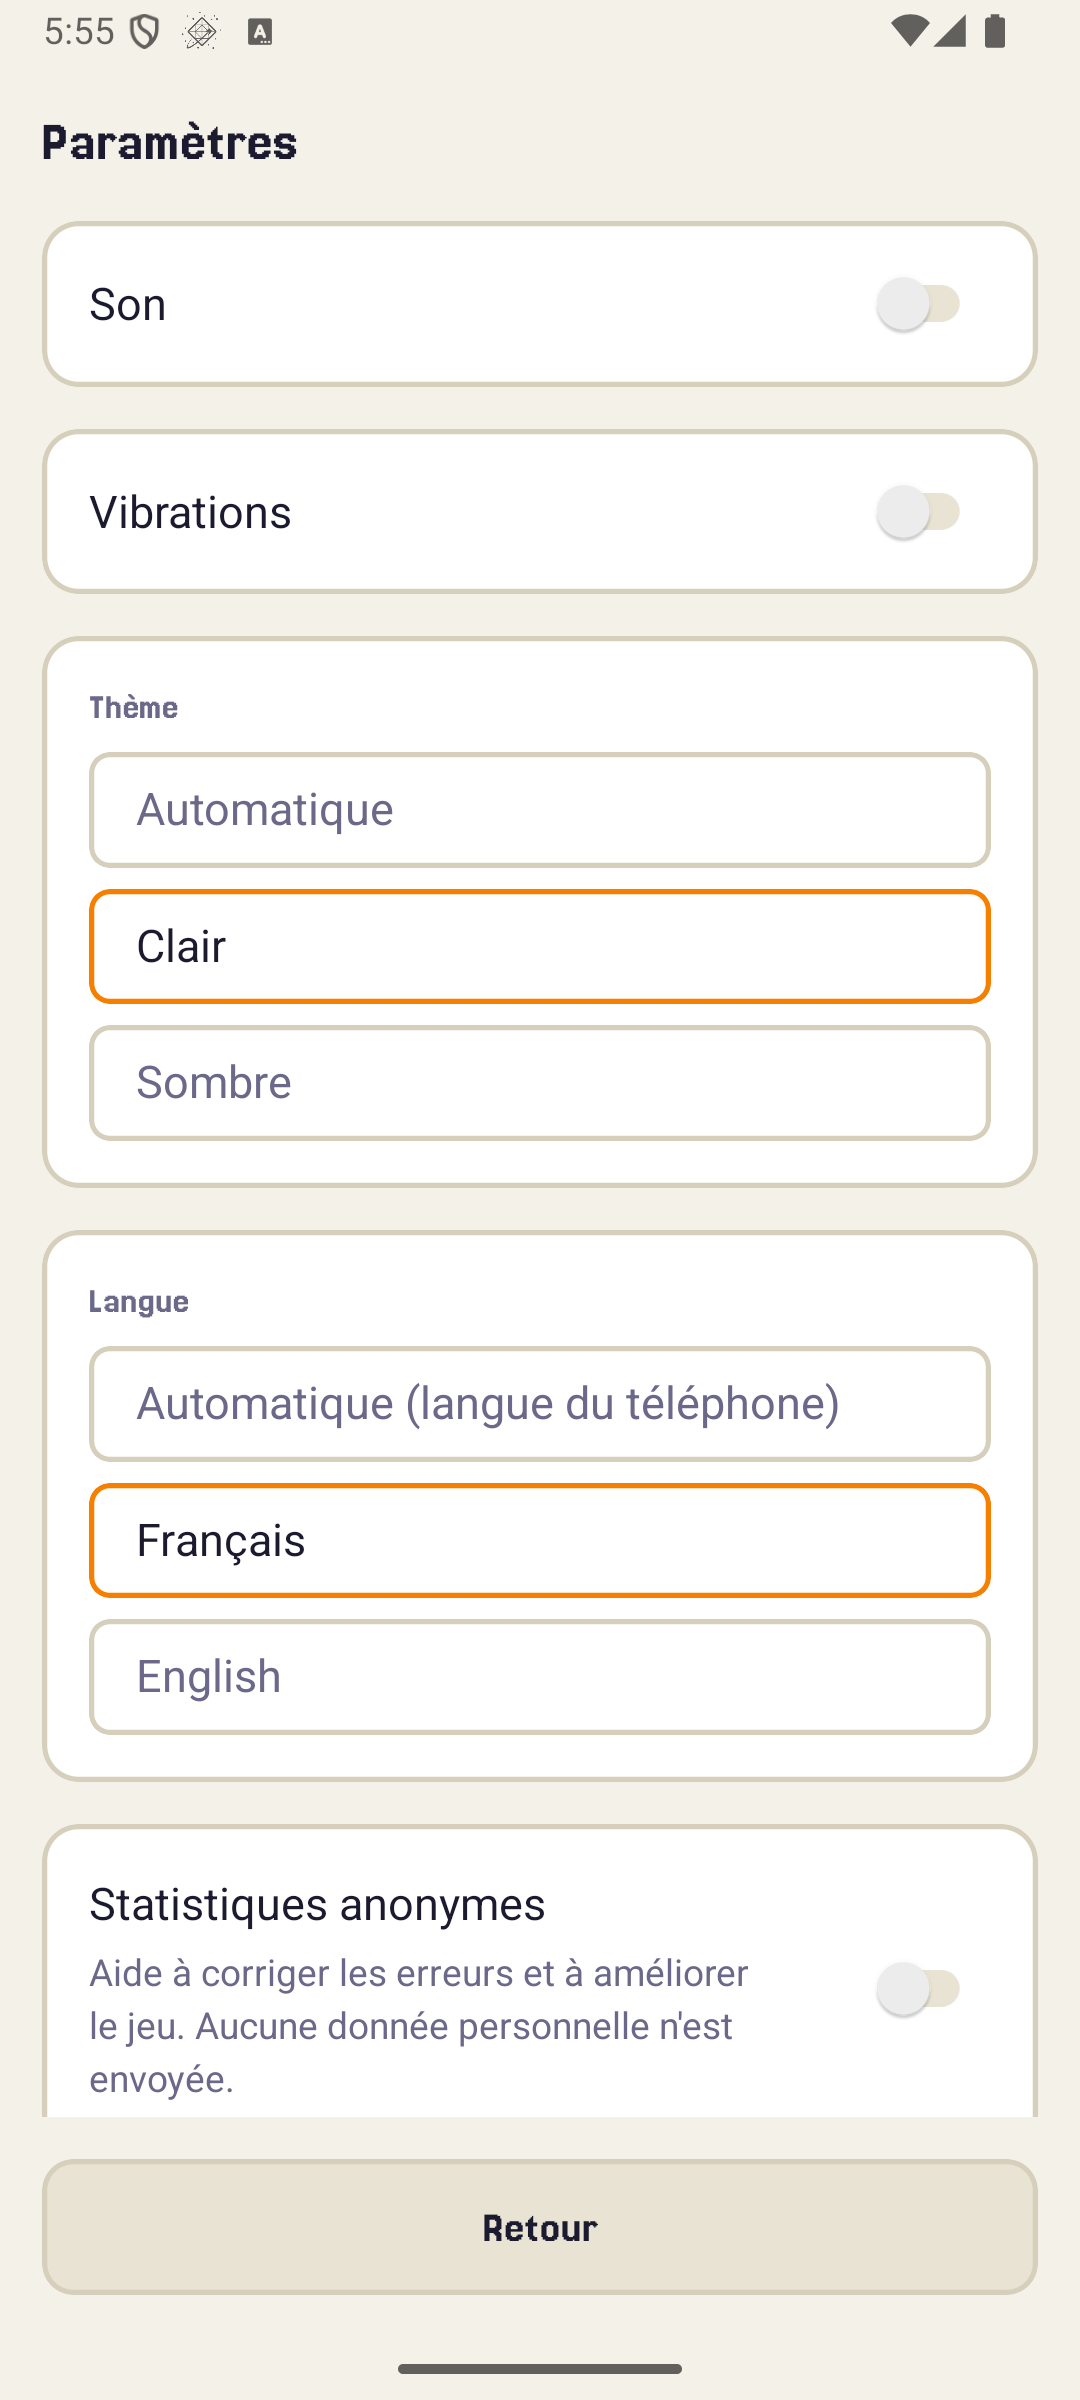 5:55
Paramètres
Son
Vibrations
Thème
Automatique
Clair
Sombre
Langue
Automatique (langue du téléphone)
Français
English
Statistiques anonymes
Aide à corriger les erreurs et à améliorer
le jeu. Aucune donnée personnelle n'est
envoyée.
Retour